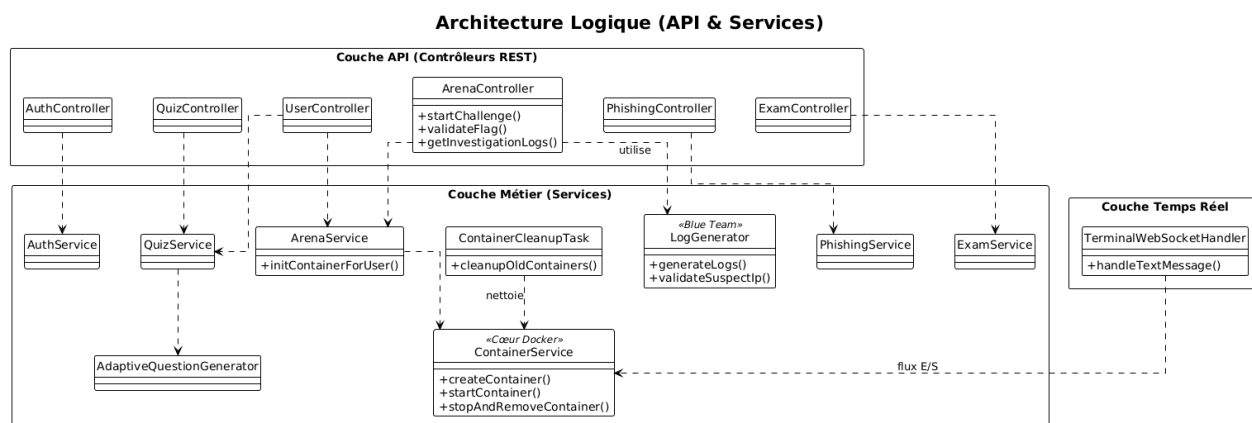 Architecture Logique (API & Services)
Couche API (Contrôleurs REST)
AuthController
QuizController
UserController
ArenaController
+startChallenge()
+validateFlag()
+getInvestigationLogs()
PhishingController
ExamController
utilise
Couche Métier (Services)
AuthService
QuizService
ArenaService
+initContainerForUser()
ContainerCleanupTask
+cleanupOldContainers()
«Blue Team»
LogGenerator
+generateLogs()
+validateSuspectIp()
PhishingService
ExamService
Couche Temps Réel
TerminalWebSocketHandler
+handleTextMessage()
nettoie
AdaptiveQuestionGenerator
«Cœur Docker»
ContainerService
+createContainer()
+startContainer()
+stopAndRemoveContainer()
flux E/S